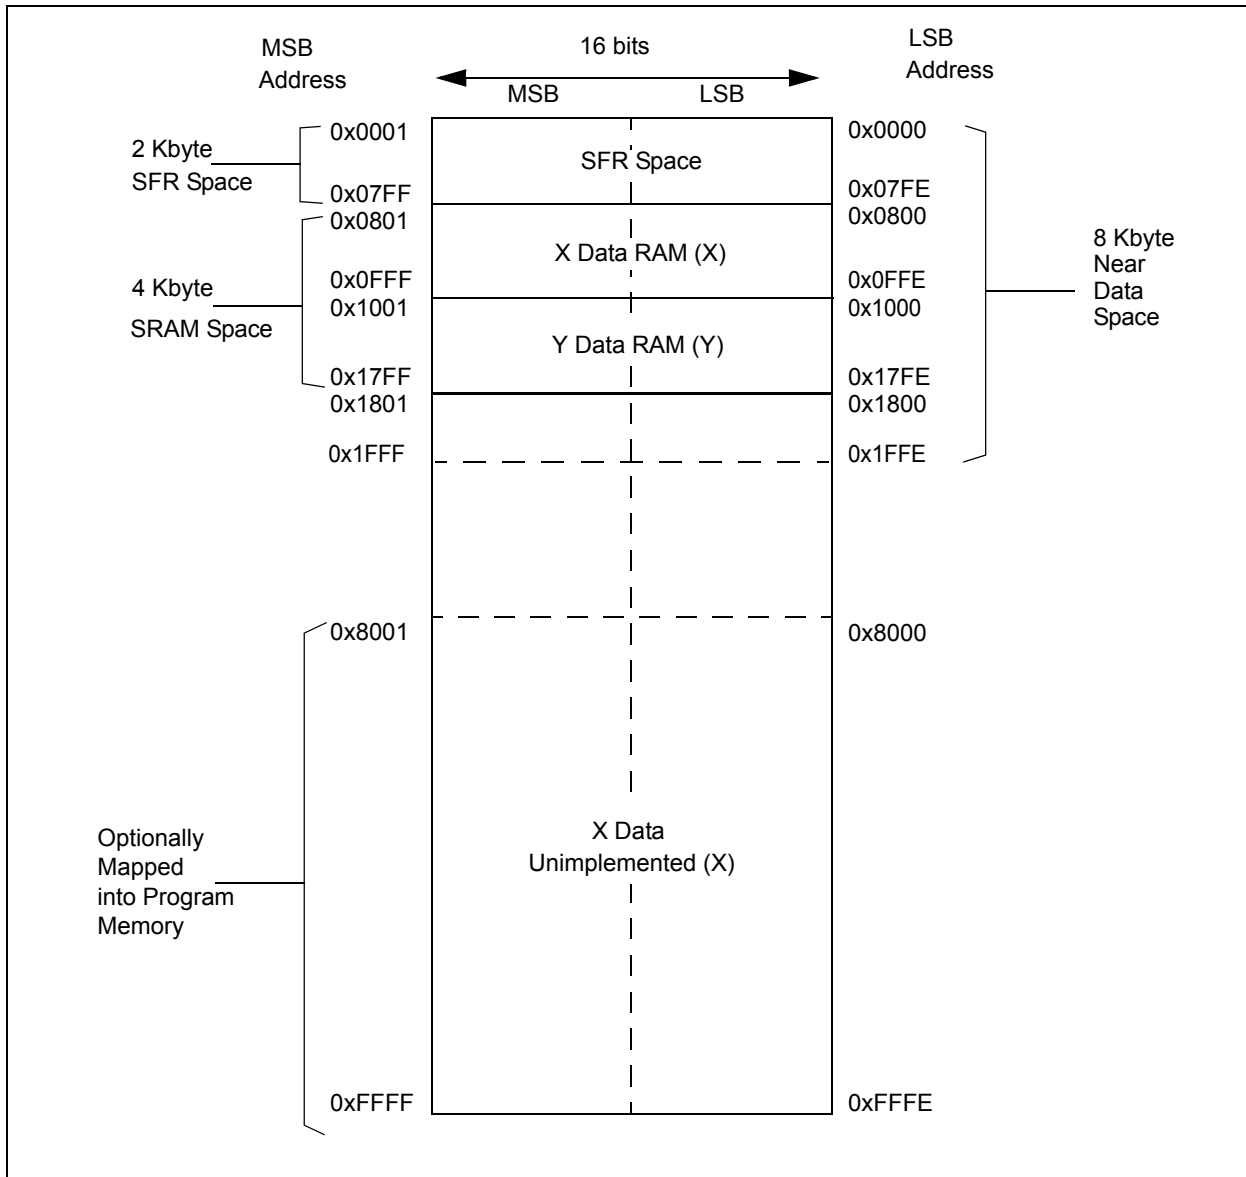 MSB
Address
16 bits
LSB
Address
MSB
LSB
2 Kbyte
SFR Space
0x0001
SFR Space
0x0000
0x07FF
0x07FE
0x0801
0x0800
4 Kbyte
SRAM Space
X Data RAM (X)
0x0FFF
0x0FFE
0x1001
0x1000
8 Kbyte
Near
Data
Space
Y Data RAM (Y)
0x17FF
0x17FE
0x1801
0x1800
0x1FFF
0x1FFE
0x8001
0x8000
Optionally
Mapped
into Program
Memory
X Data
Unimplemented (X)
0xFFFF
0xFFFE